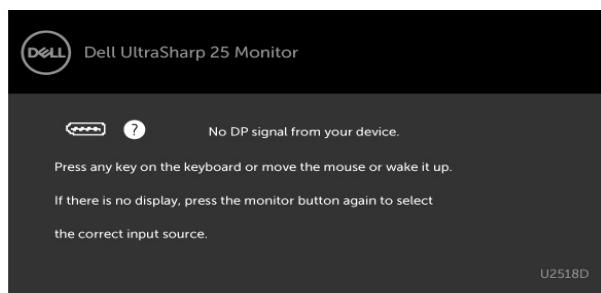 DELL Dell UltraSharp 25 Monitor
? No DP signal from your device.
Press any key on the keyboard or move the mouse or wake it up.
If there is no display, press the monitor button again to select
the correct input source.
U2518D